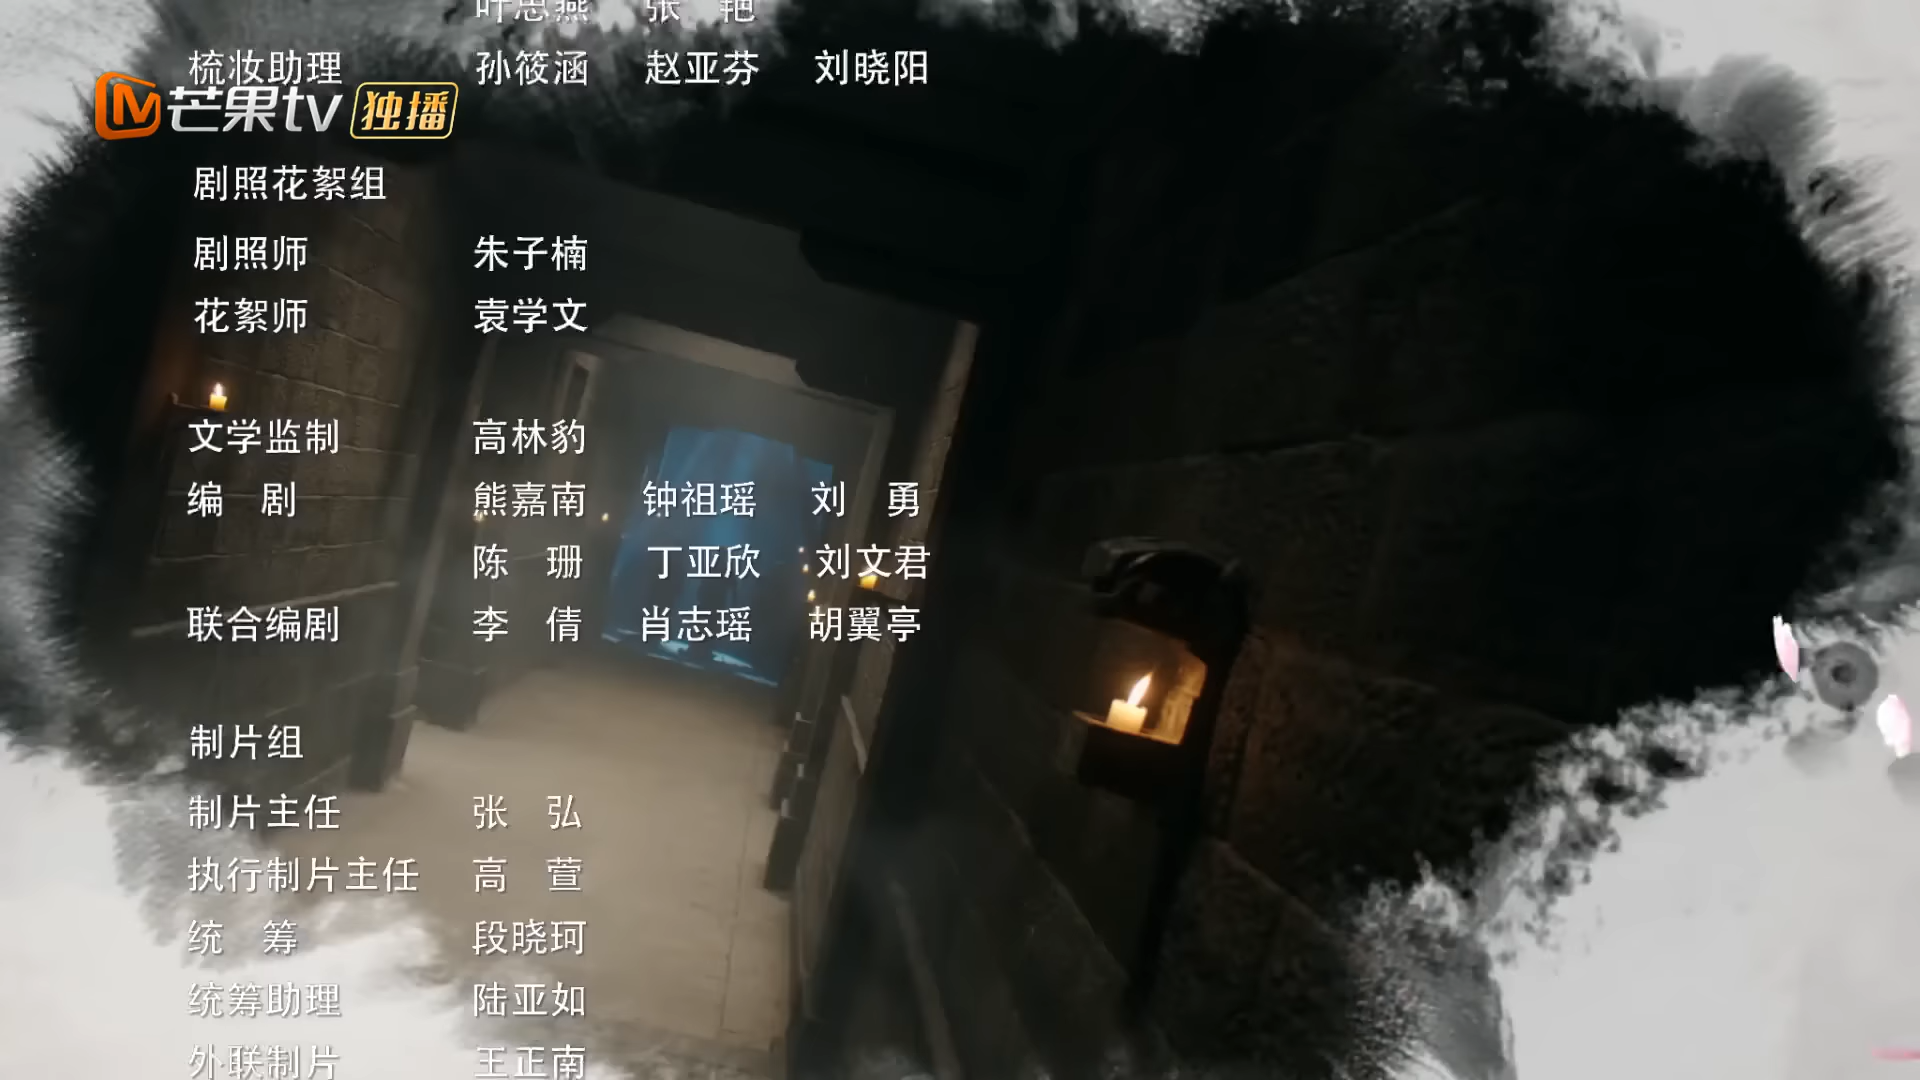 叶思燕 张 艳
梳妆助理 孙筱涵 赵亚芬 刘晓阳
芒果tv 独播
剧照花絮组
剧照师 朱子楠
花絮师 袁学文
文学监制 高林豹
编 剧 熊嘉南 钟祖瑶 刘 勇
陈 珊 丁亚欣 刘文君
联合编剧 李 倩 肖志瑶 胡翼亭
制片组
制片主任 张 弘
执行制片主任 高 萱
统 筹 段晓珂
统筹助理 陆亚如
外联制片 王正南